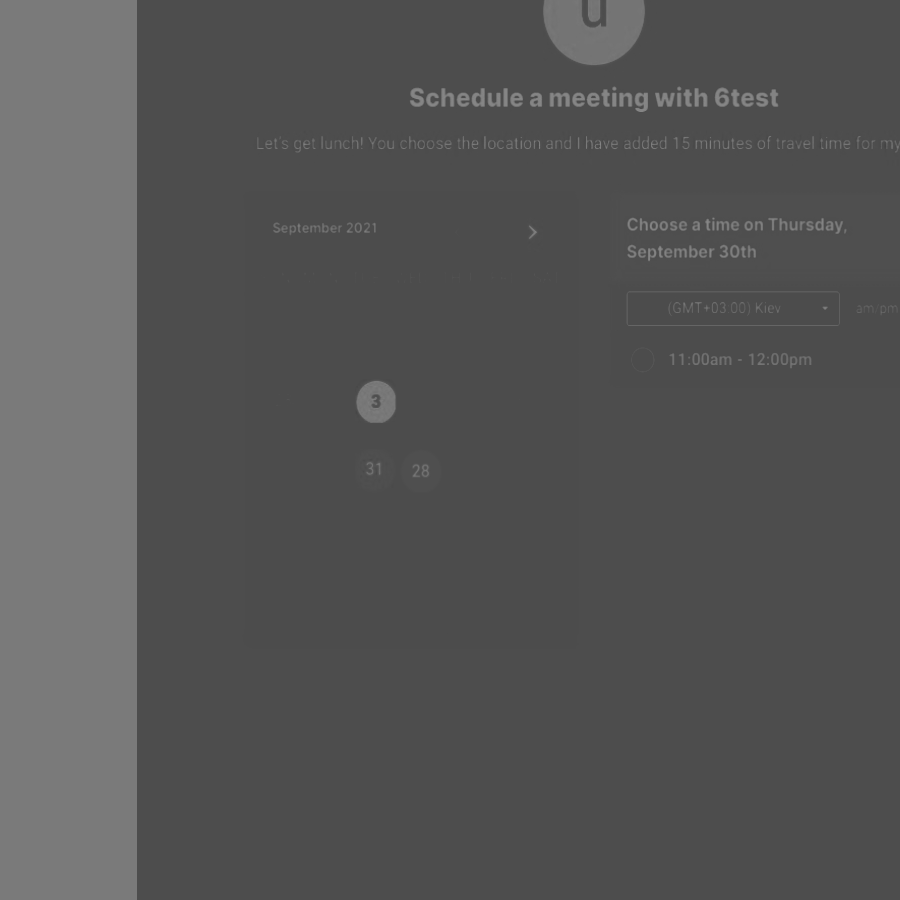 u
Schedule a meeting with 6test
Let's get lunch! You choose the location and I have added 15 minutes of travel time for my
September 2021
3
31 28
Choose a time on Thursday,
September 30th
(GMT+03:00) Kiev am/pm
11:00am - 12:00pm